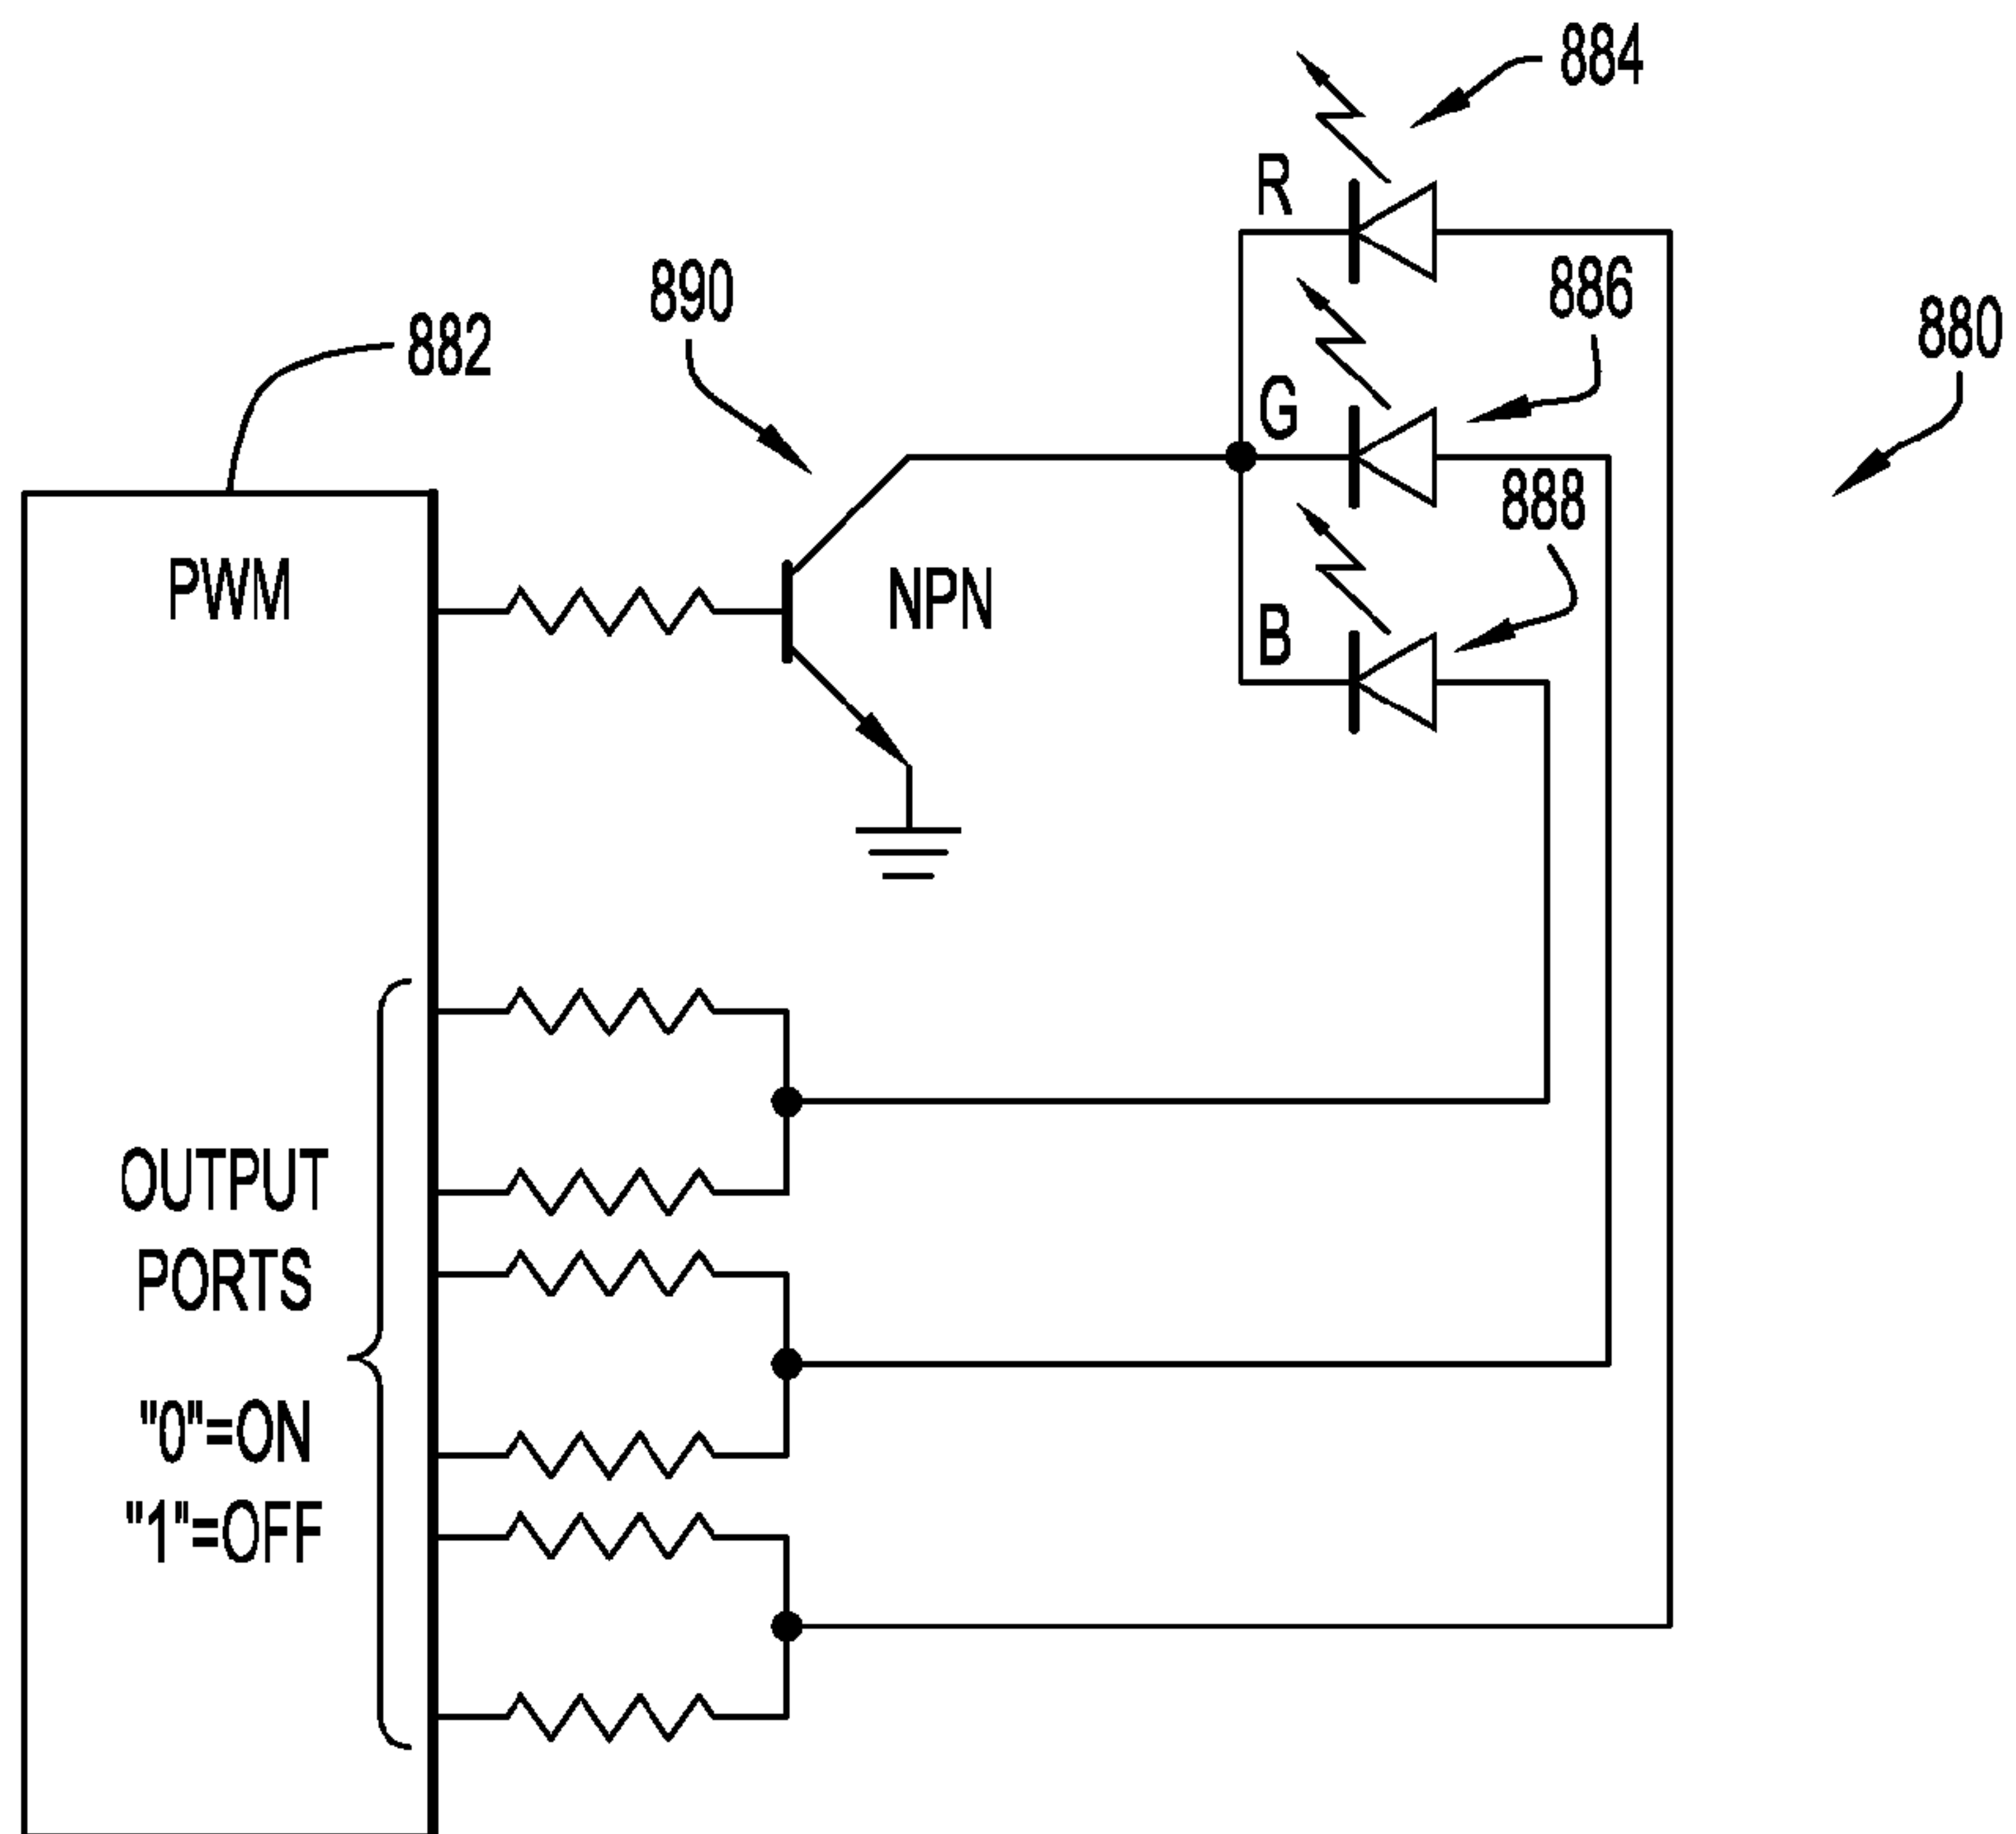 884
R
890
886
880
882
G
888
PWM
NPN
B
OUTPUT
PORTS
"0"=ON
"1"=OFF